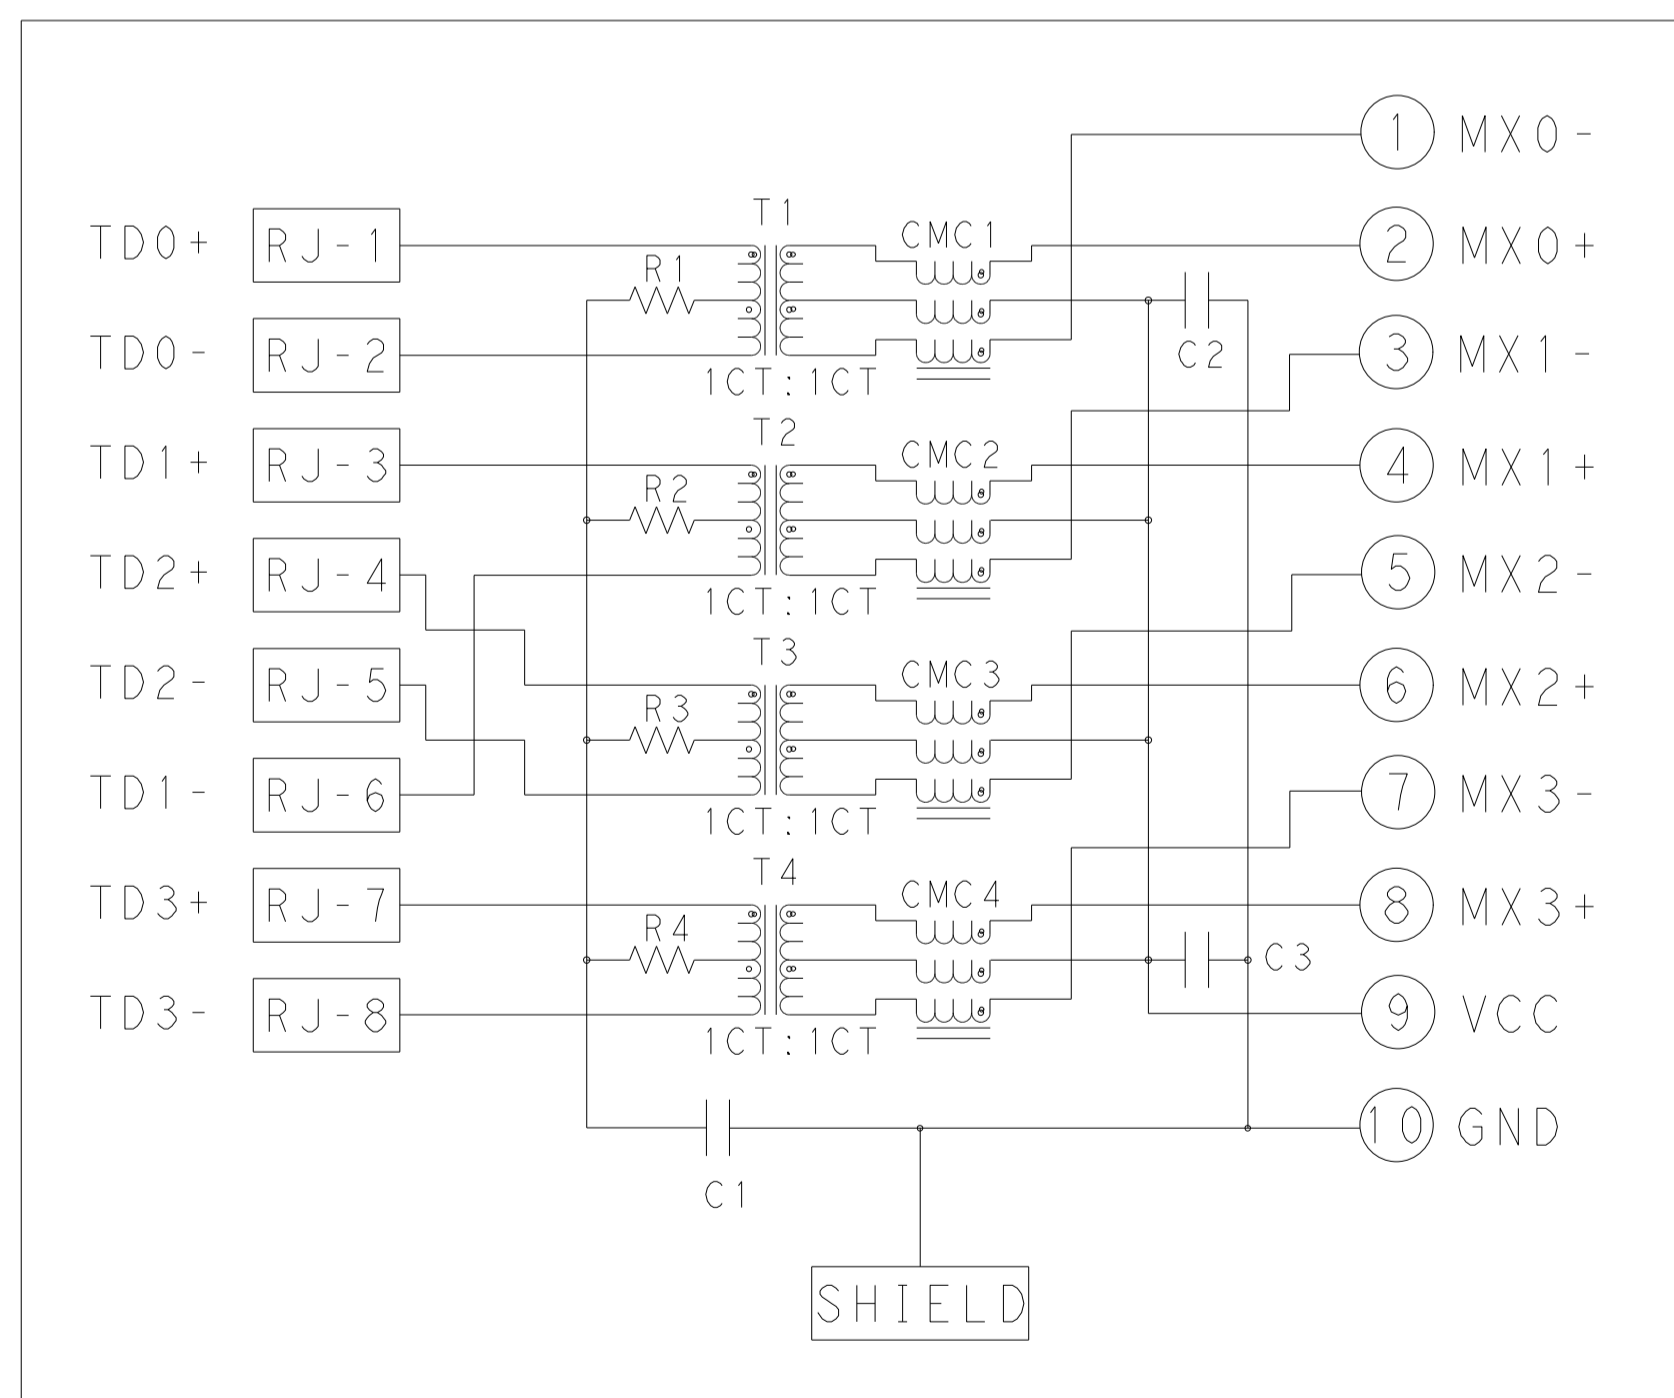 1 MX0-
T1
TD0+ RJ-1 CMC1 2 MX0+
R1
TD0- RJ-2 C2 3 MX1-
1CT:1CT
T2
TD1+ RJ-3 CMC2 4 MX1+
R2
TD2+ RJ-4 5 MX2-
1CT:1CT
T3
TD2- RJ-5 CMC3 6 MX2+
R3
TD1- RJ-6 7 MX3-
1CT:1CT
T4
TD3+ RJ-7 CMC4 8 MX3+
R4
C3
TD3- RJ-8 9 VCC
1CT:1CT
10 GND
C1
SHIELD